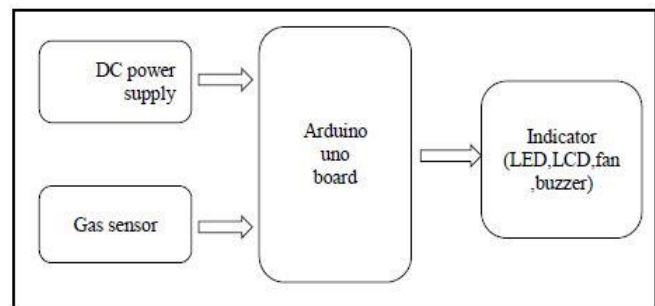 DC power
supply
Gas sensor
Arduino
uno
board
Indicator
(LED,LCD,fan
,buzzer)